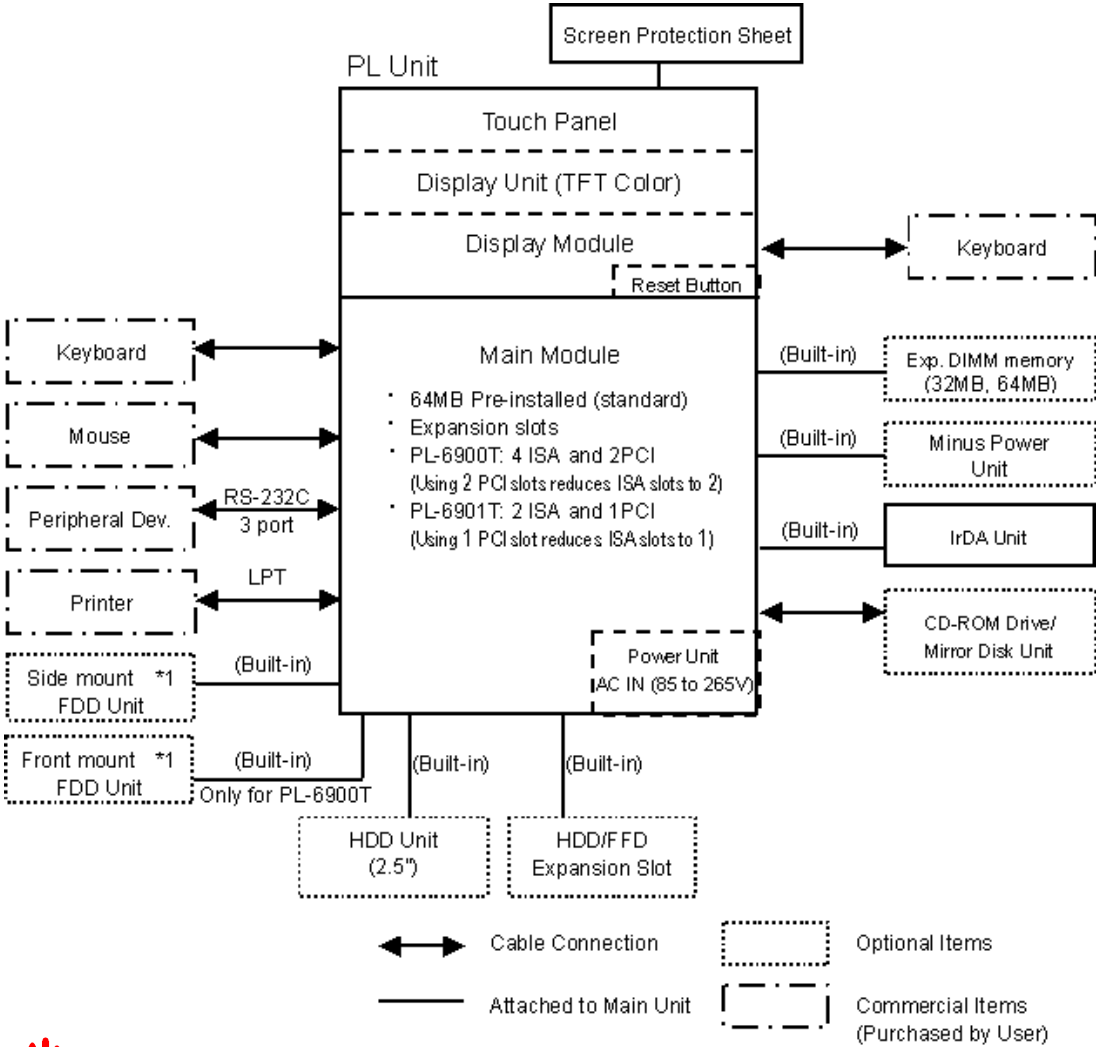 Screen Protection Sheet
PL Unit
Touch Panel
Display Unit (TFT Color)
Display Module
Reset Button
Keyboard
Keyboard
Mouse
Peripheral Dev.
RS-232C
3 port
Printer
LPT
Side mount *1
FDD Unit
(Built-in)
Front mount *1
FDD Unit
(Built-in)
Only for PL-6900T
Main Module
· 64MB Pre-installed (standard)
· Expansion slots
· PL-6900T: 4 ISA and 2PCI
(Using 2 PCI slots reduces ISA slots to 2)
· PL-6901T: 2 ISA and 1PCI
(Using 1 PCI slot reduces ISA slots to 1)
Power Unit
AC IN (85 to 265V)
(Built-in)
Exp. DIMM memory
(32MB, 64MB)
(Built-in)
Minus Power
Unit
(Built-in)
IrDA Unit
CD-ROM Drive/
Mirror Disk Unit
(Built-in)
HDD Unit
(2.5")
(Built-in)
HDD/FFD
Expansion Slot
Cable Connection
Optional Items
Attached to Main Unit
Commercial Items
(Purchased by User)